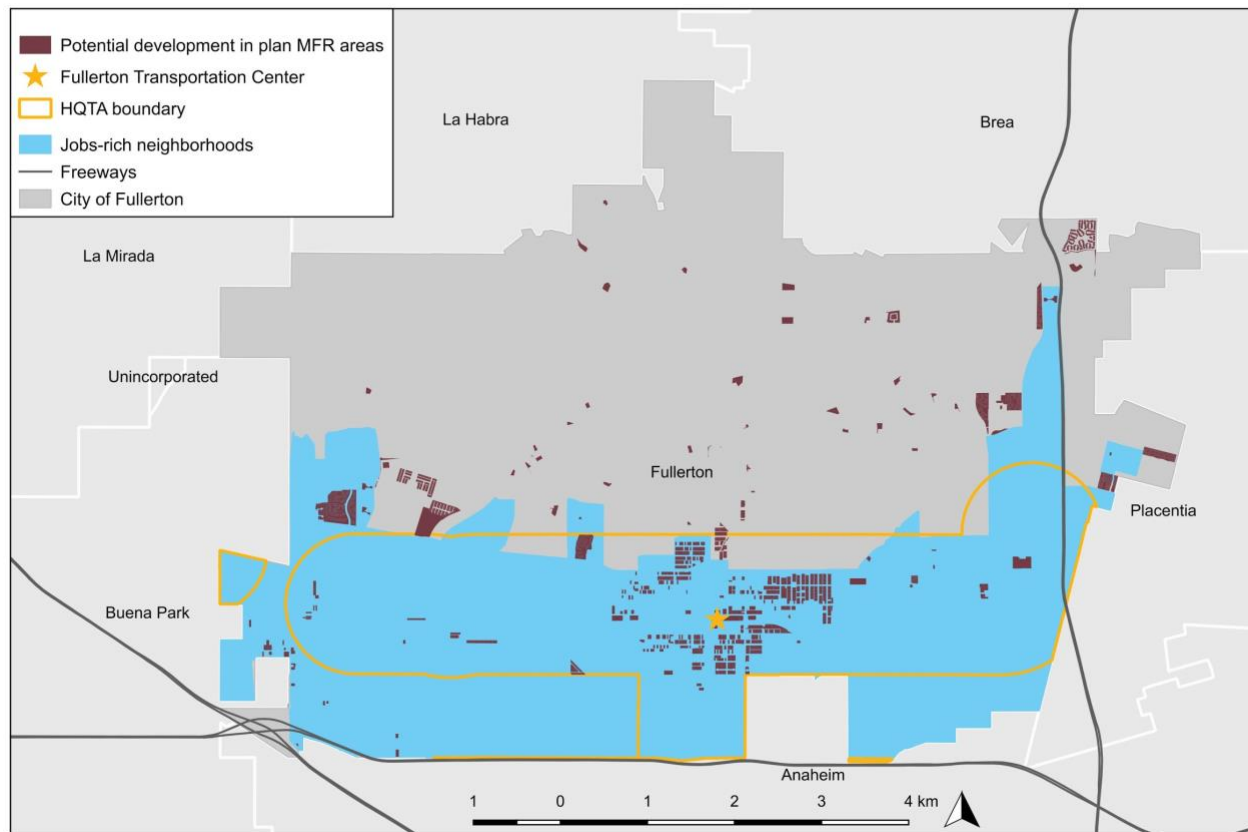 Potential development in plan MFR areas
Fullerton Transportation Center
HQTA boundary
Jobs-rich neighborhoods
Freeways
City of Fullerton
La Habra
Brea
La Mirada
Unincorporated
Fullerton
Placentia
Buena Park
Anaheim
1 0 1 2 3 4 km